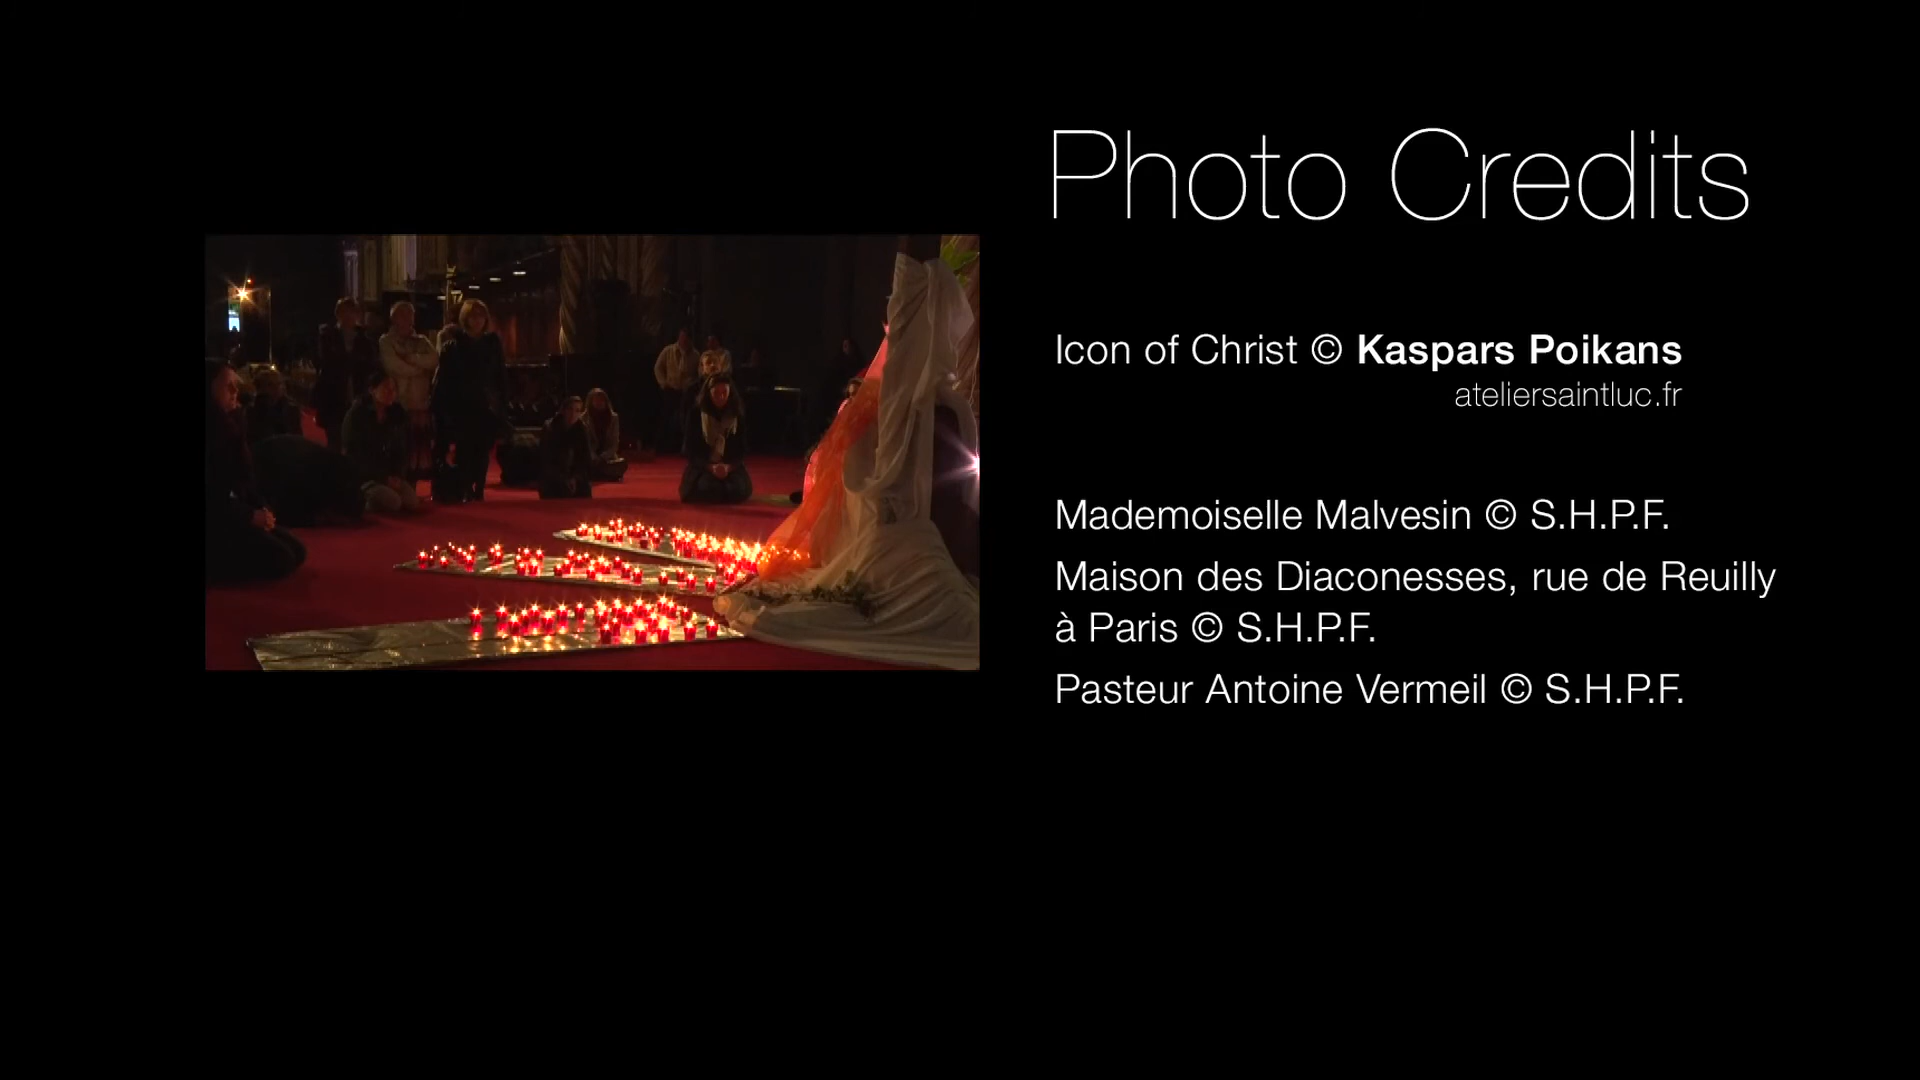 Photo Credits
Icon of Christ © Kaspars Poikans
ateliersaintluc.fr
Mademoiselle Malvesin © S.H.P.F.
Maison des Diaconesses, rue de Reuilly
à Paris © S.H.P.F.
Pasteur Antoine Vermeil © S.H.P.F.